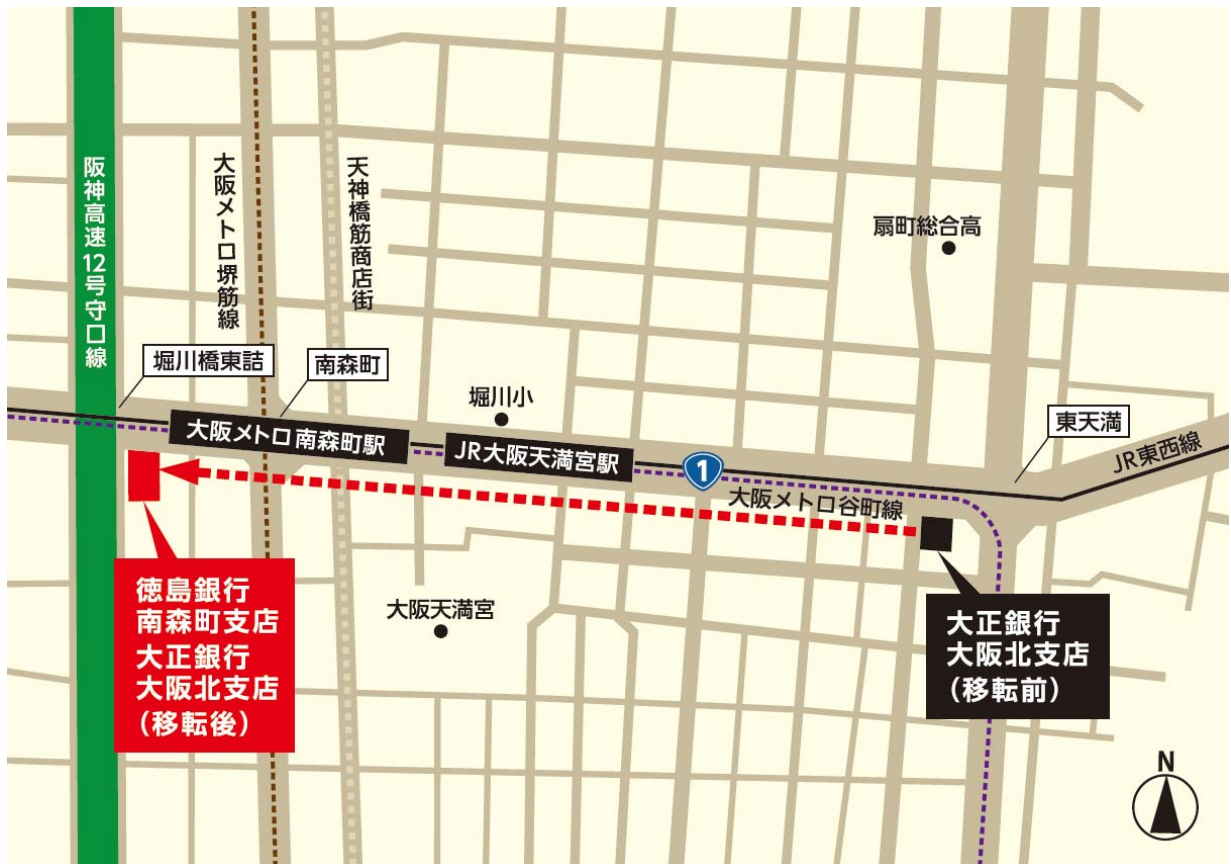 阪神高速12号守口線
大阪メトロ堺筋線
天神橋筋商店街
扇町総合高
堀川橋東詰
南森町
堀川小
東天満
大阪メトロ南森町駅
JR大阪天満宮駅
1
JR東西線
大阪メトロ谷町線
大阪天満宮
徳島銀行
南森町支店
大正銀行
大阪北支店
(移転後)
大正銀行
大阪北支店
(移転前)
N